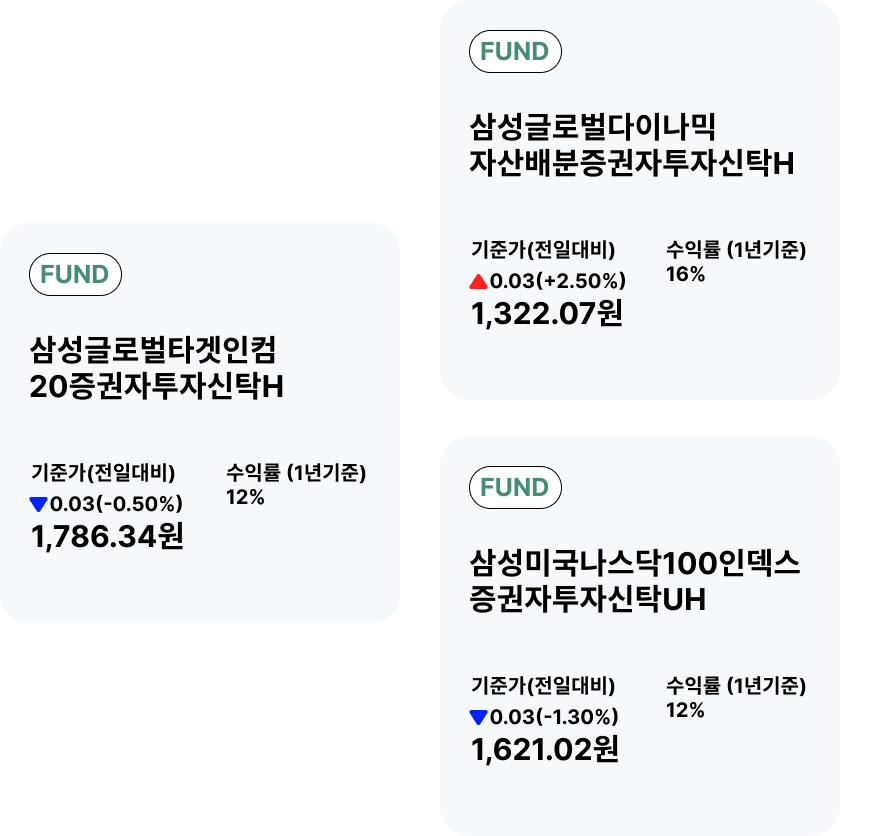 FUND
삼성글로벌타겟인컴
20증권자투자신탁H
기준가(전일대비)
▼0.03(-0.50%)
1,786.34원
수익률 (1년기준)
12%
FUND
삼성글로벌다이나믹
자산배분증권자투자신탁H
기준가(전일대비)
▲0.03(+2.50%)
1,322.07원
수익률 (1년기준)
16%
FUND
삼성미국나스닥100인덱스
증권자투자신탁UH
기준가(전일대비)
▼0.03(-1.30%)
1,621.02원
수익률 (1년기준)
12%